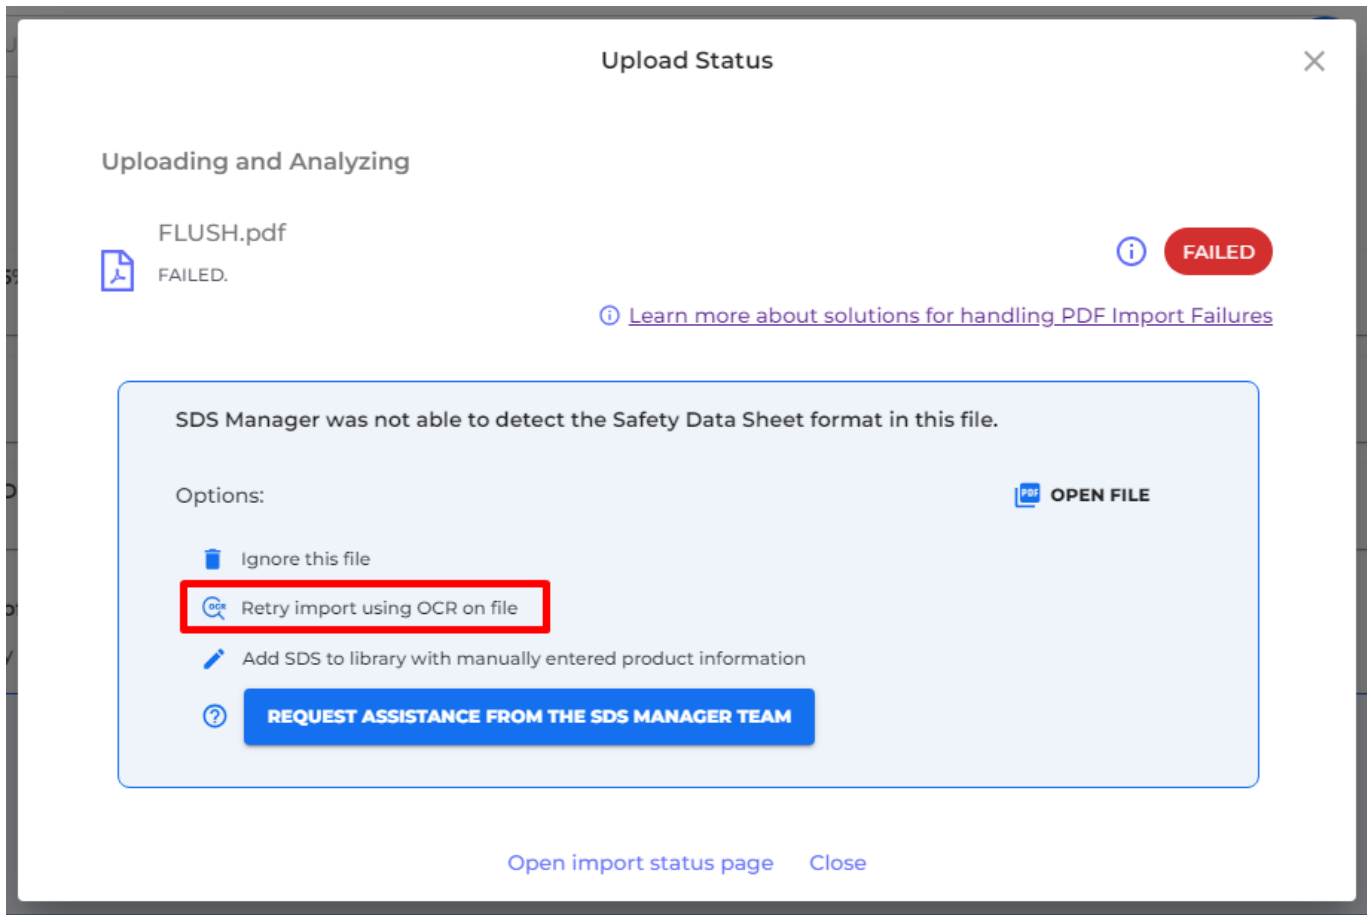 Upload Status
Uploading and Analyzing
FLUSH.pdf
FAILED.
FAILED
Learn more about solutions for handling PDF Import Failures
SDS Manager was not able to detect the Safety Data Sheet format in this file.
Options:
PDF OPEN FILE
Ignore this file
OCR Retry import using OCR on file
Add SDS to library with manually entered product information
REQUEST ASSISTANCE FROM THE SDS MANAGER TEAM
Open import status page Close